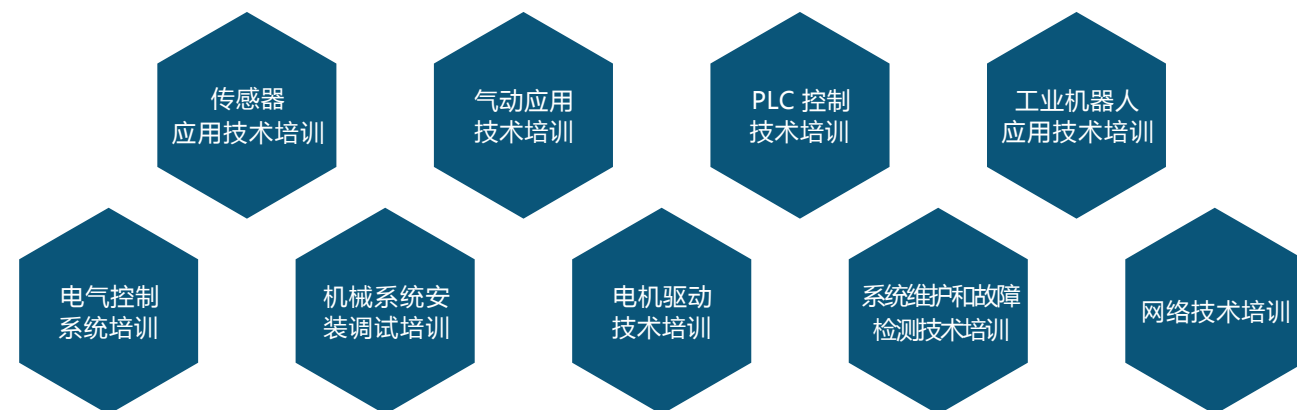 传感器
应用技术培训
气动应用
技术培训
PLC 控制
技术培训
工业机器人
应用技术培训
电气控制
系统培训
机械系统安
装调试培训
电机驱动
技术培训
系统维护和故障
检测技术培训
网络技术培训